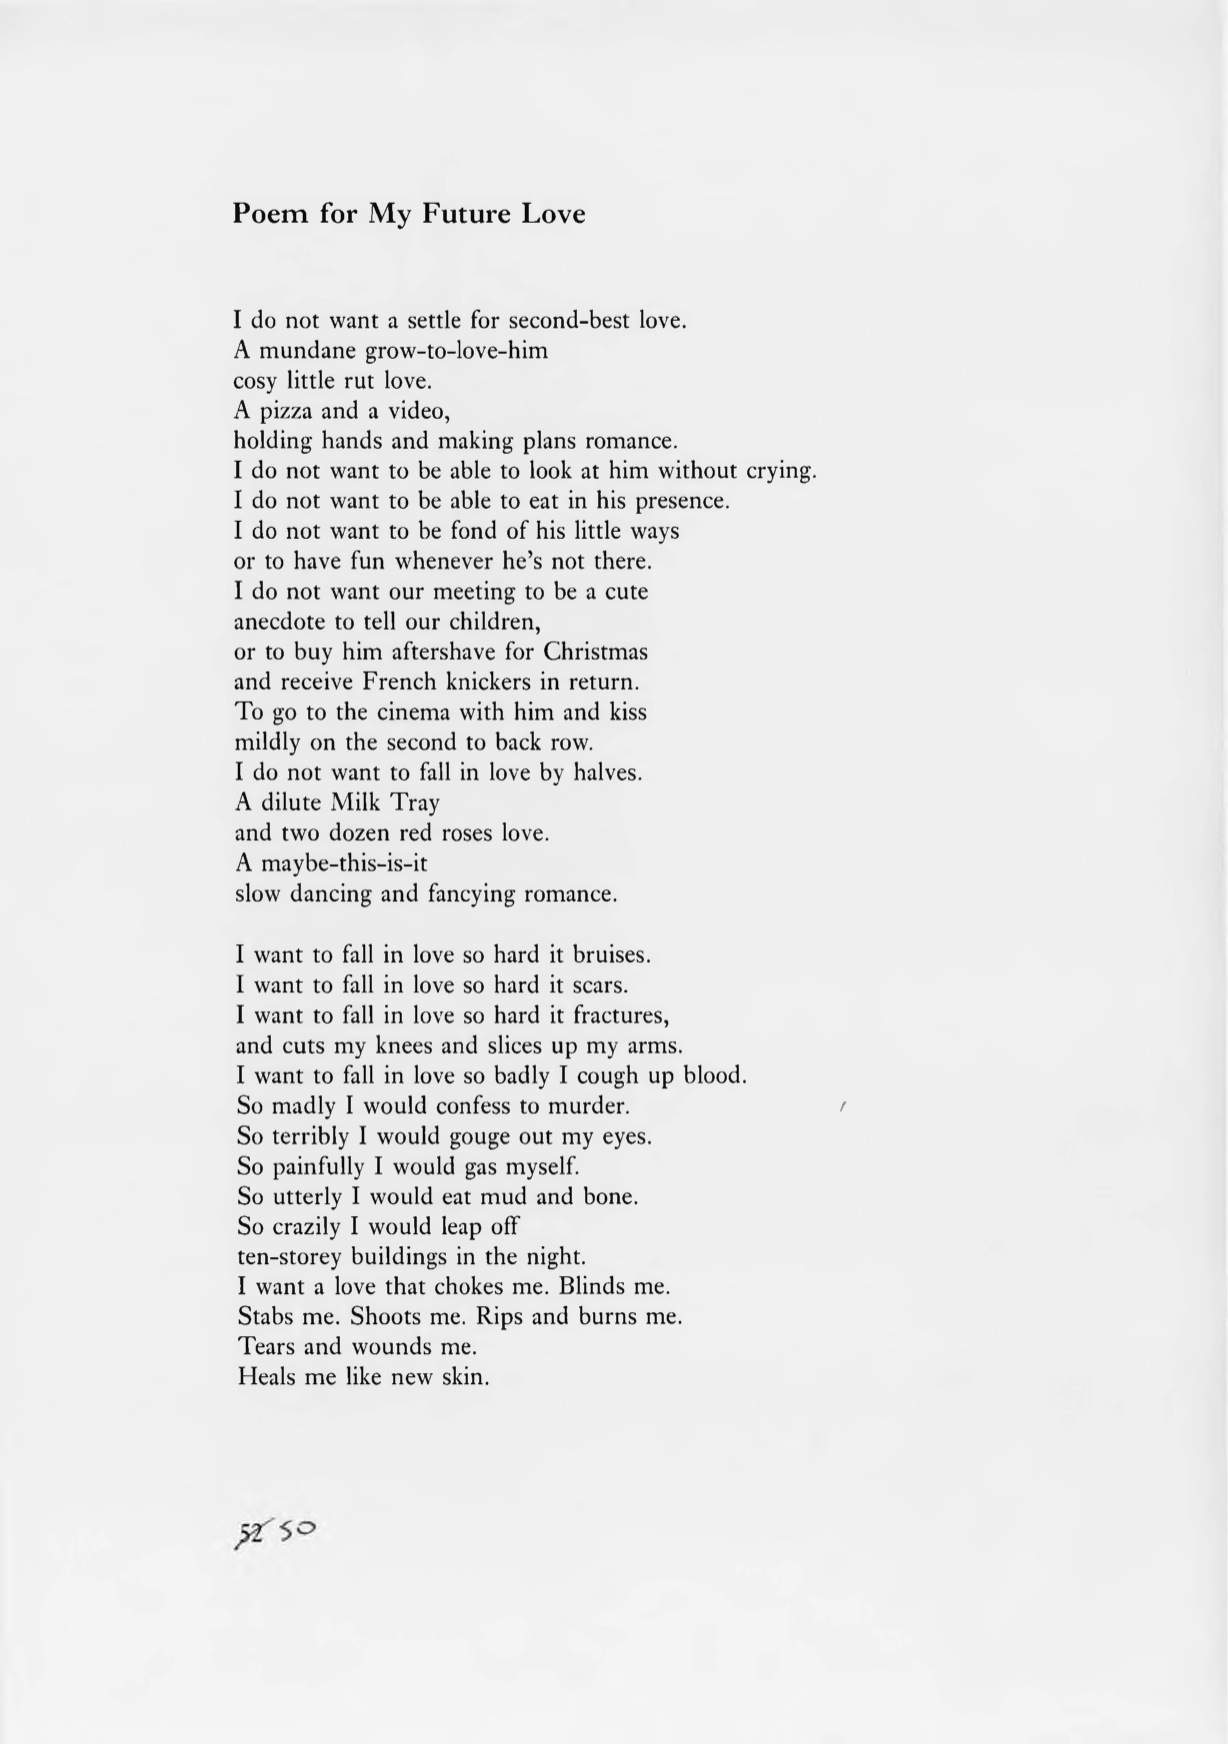 Poem for My Future Love
I do not want a settle for second-best love.
A mundane grow-to-love-him
cosy little rut love.
A pizza and a video,
holding hands and making plans romance.
I do not want to be able to look at him without crying.
I do not want to be able to eat in his presence.
I do not want to be fond of his little ways
or to have fun whenever he’s not there.
I do not want our meeting to be a cute
anecdote to tell our children,
or to buy him aftershave for Christmas
and receive French knickers in return.
To go to the cinema with him and kiss
mildly on the second to back row.
I do not want to fall in love by halves.
A dilute Milk Tray
and two dozen red roses love.
A maybe-this-is-it
slow dancing and fancying romance.
I want to fall in love so hard it bruises.
I want to fall in love so hard it scars.
I want to fall in love so hard it fractures,
and cuts my knees and slices up my arms.
I want to fall in love so badly I cough up blood.
So madly I would confess to murder.
So terribly I would gouge out my eyes.
So painfully I would gas myself.
So utterly I would eat mud and bone.
So crazily I would leap off
ten-storey buildings in the night.
I want a love that chokes me. Blinds me.
Stabs me. Shoots me. Rips and burns me.
Tears and wounds me.
Heals me like new skin.
52 50